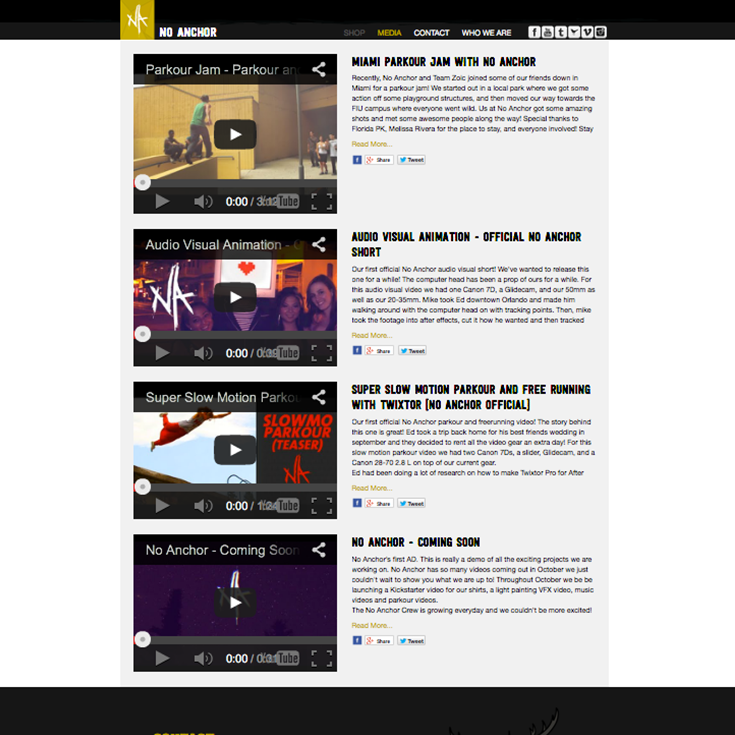 NA
NO ANCHOR
SHOP MEDIA CONTACT WHO WE ARE
Parkour Jam - Parkour an
0:00 / 3:12
MIAMI PARKOUR JAM WITH NO ANCHOR
Recently, No Anchor and Team Zoic joined some of our friends down in
Miami for a parkour jam! We started out in a local park where we got some
action off some playground structures, and then moved our way towards the
FIU campus where everyone went wild. Us at No Anchor got some amazing
shots and met some awesome people along the way! Special thanks to
Florida PK, Melissa Rivera for the place to stay, and everyone involved! Stay
Read More...
Share Tweet
Audio Visual Animation -
NA
0:00
AUDIO VISUAL ANIMATION - OFFICIAL NO ANCHOR
SHORT
Our first official No Anchor audio visual short! We've wanted to release this
one for a while! The computer head has been a prop of ours for a while. For
this audio visual video we had one Canon 7D, a Glidecam, and our 50mm as
well as our 20-35mm. Mike took Ed downtown Orlando and made him
walking around with the computer head on with tracking points. Then, mike
took the footage into after effects, cut it how he wanted and then tracked
Read More...
Share Tweet
Super Slow Motion Parko
SLOWMO
PARKOUR
(TEASER)
NA
0:00
SUPER SLOW MOTION PARKOUR AND FREE RUNNING
WITH TWIXTOR [NO ANCHOR OFFICIAL]
Our first official No Anchor parkour and freerunning video! The story behind
this one is great! Ed took a trip back home for his best friends wedding in
september and they decided to rent all the video gear an extra day! For this
slow motion parkour video we had two Canon 7Ds, a slider, Glidecam, and a
Canon 28-70 2.8 L on top of our current gear.
Ed had been doing a lot of research on how to make Twixtor Pro for After
Read More...
Share Tweet
No Anchor - Coming Soon
0:00
NO ANCHOR - COMING SOON
No Anchor's first AD. This is really a demo of all the exciting projects we are
working on. No Anchor has so many videos coming out in October we just
couldn't wait to show you what we are up to! Throughout October we be be
launching a Kickstarter video for our shirts, a light painting VFX video, music
videos and parkour videos.
The No Anchor Crew is growing everyday and we couldn't be more excited!
Read More...
Share Tweet
CONTACT